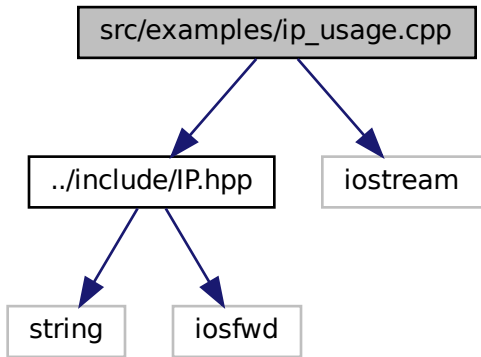 src/examples/ip_usage.cpp
../include/IP.hpp
iostream
string
iosfwd